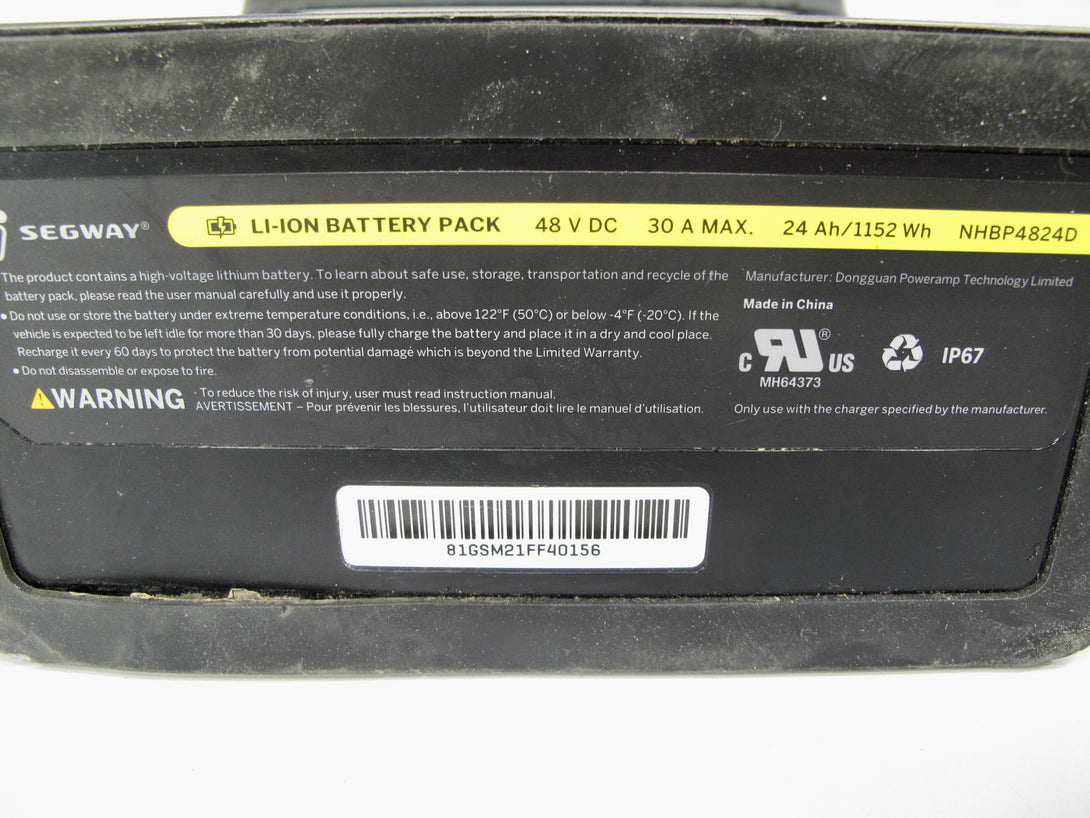 SEGWAY®
LI-ION BATTERY PACK 48 V DC 30 A MAX. 24 Ah/1152 Wh NHBP4824D
The product contains a high-voltage lithium battery. To learn about safe use, storage, transportation and recycle of the
battery pack, please read the user manual carefully and use it properly.
• Do not use or store the battery under extreme temperature conditions, i.e., above 122°F (50°C) or below -4°F (-20°C). If the
vehicle is expected to be left idle for more than 30 days, please fully charge the battery and place it in a dry and cool place.
Recharge it every 60 days to protect the battery from potential damage which is beyond the Limited Warranty.
• Do not disassemble or expose to fire.
WARNING
- To reduce the risk of injury, user must read instruction manual.
AVERTISSEMENT – Pour prévenir les blessures, l'utilisateur doit lire le manuel d'utilisation.
Manufacturer: Dongguan Poweramp Technology Limited
Made in China
C RU® US
MH64373
IP67
Only use with the charger specified by the manufacturer.
81GSM21FF40156